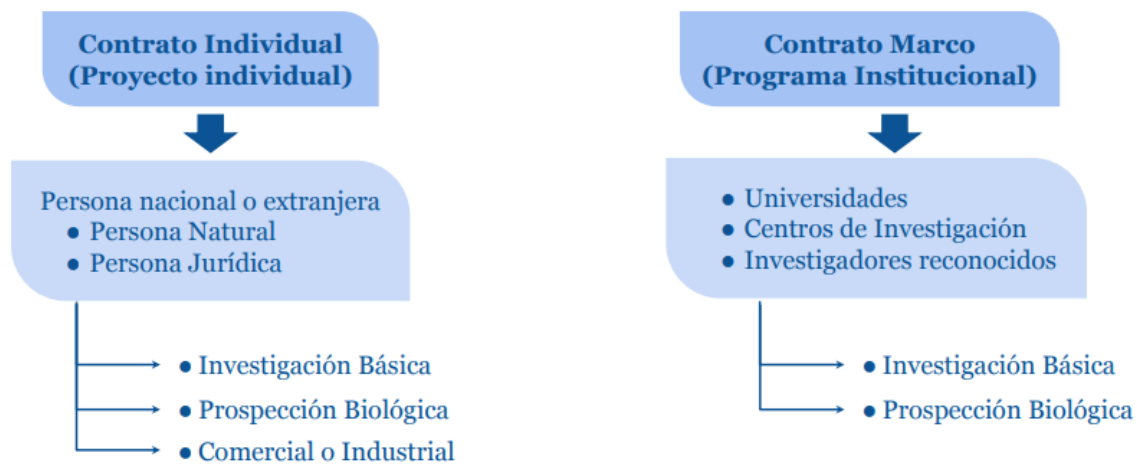 Contrato Individual
(Proyecto individual)
Persona nacional o extranjera
● Persona Natural
● Persona Jurídica
● Investigación Básica
● Prospección Biológica
● Comercial o Industrial
Contrato Marco
(Programa Institucional)
● Universidades
● Centros de Investigación
● Investigadores reconocidos
● Investigación Básica
● Prospección Biológica